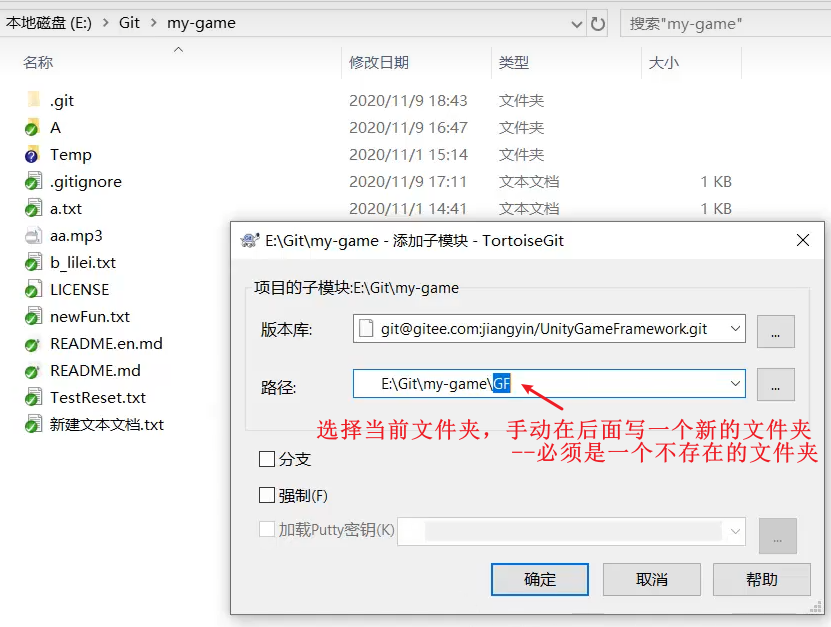 本地磁盘 (E:) > Git > my-game
搜索"my-game"
名称 修改日期 类型 大小
.git 2020/11/9 18:43 文件夹
A 2020/11/9 16:47 文件夹
Temp 2020/11/1 15:14 文件夹
.gitignore 2020/11/9 17:11 文本文档 1 KB
a.txt 2020/11/1 14:41 文本文档 1 KB
aa.mp3
b_lilei.txt
LICENSE
newFun.txt
README.en.md
README.md
TestReset.txt
新建文本文档.txt
E:\Git\my-game - 添加子模块 - TortoiseGit
项目的子模块:E:\Git\my-game
版本库: git@gitee.com:jiangyin/UnityGameFramework.git ...
路径: E:\Git\my-game\GF ...
选择当前文件夹，手动在后面写一个新的文件夹
--必须是一个不存在的文件夹
分支
强制(F)
加载Putty密钥(K) ...
确定 取消 帮助